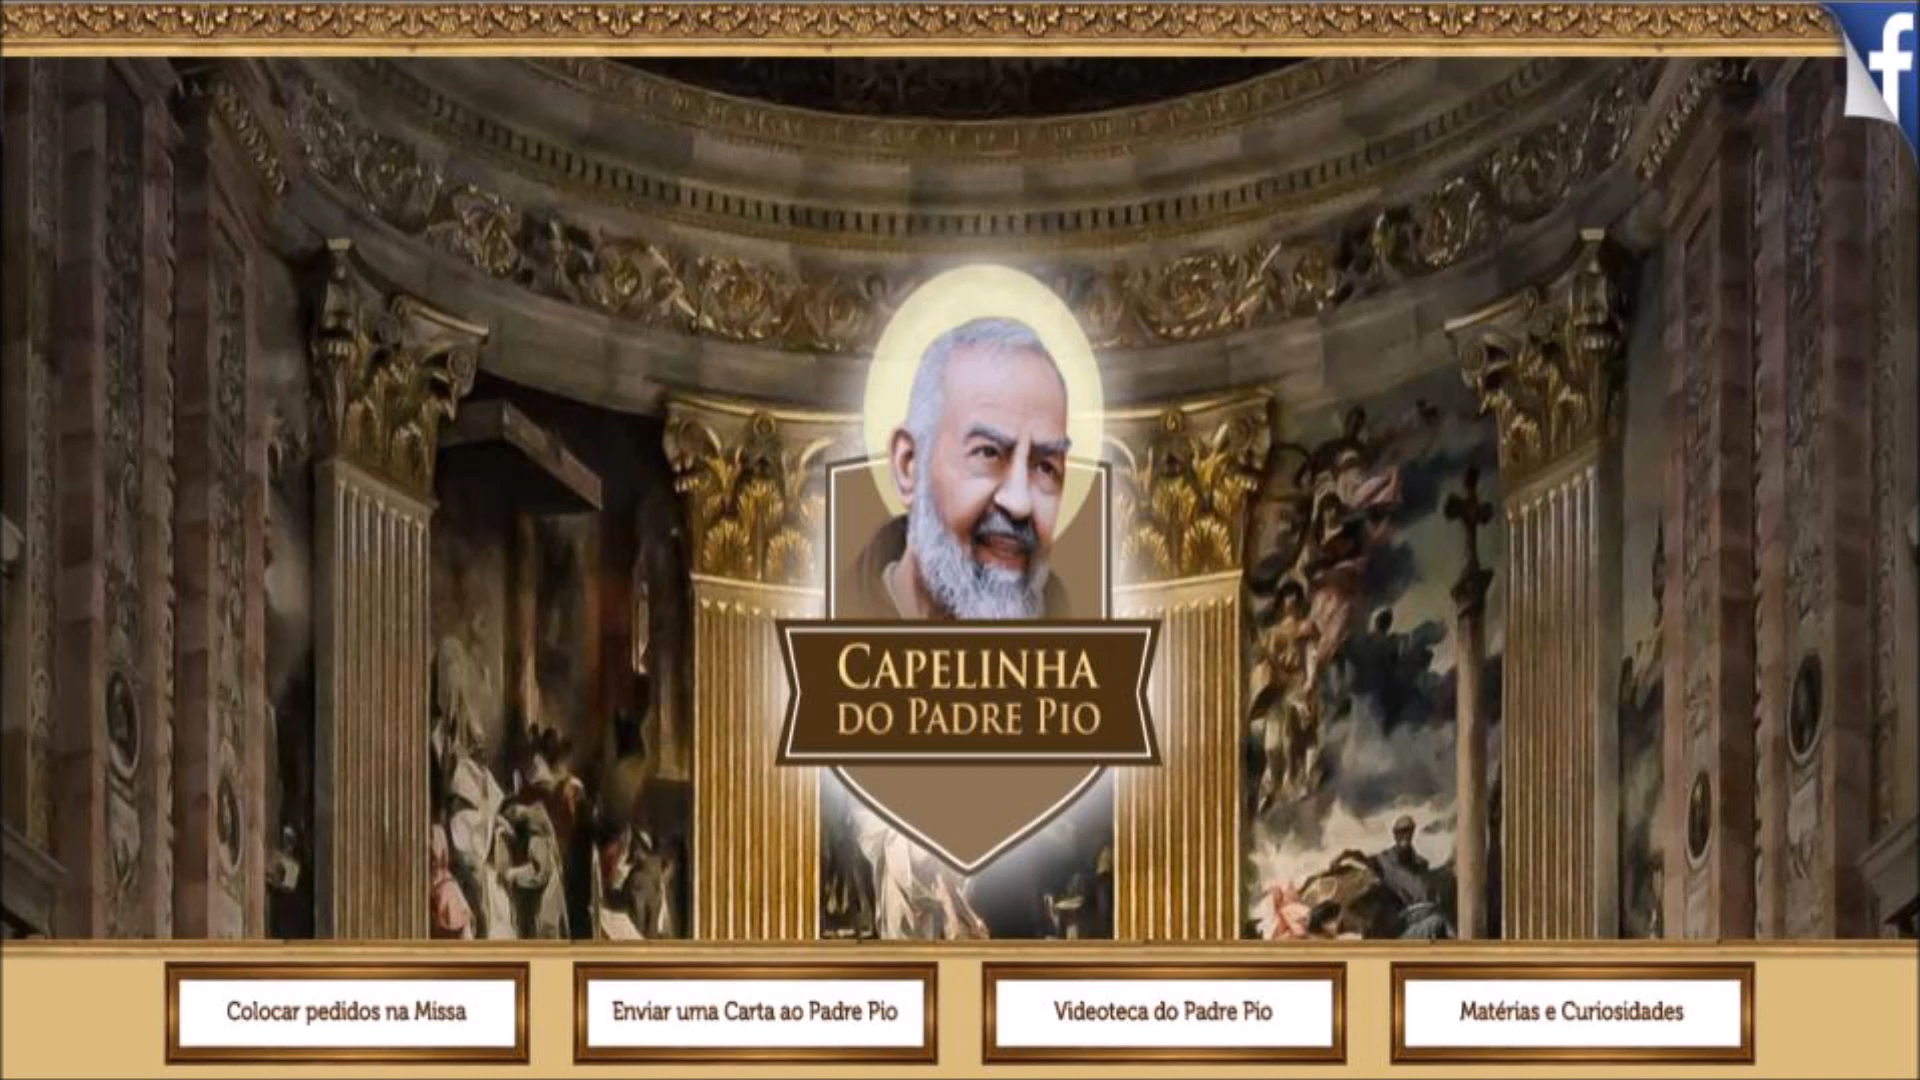 f
CAPELINHA
DO PADRE PIO
Colocar pedidos na Missa
Enviar uma Carta ao Padre Pio
Videoteca do Padre Pio
Matérias e Curiosidades